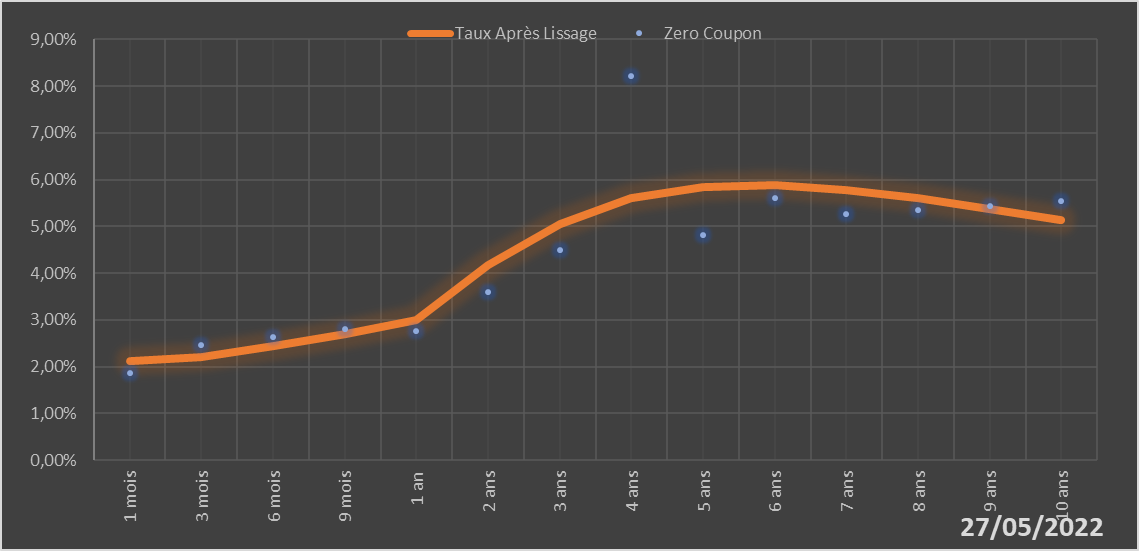 Taux Après Lissage
Zero Coupon
9,00%
8,00%
7,00%
6,00%
5,00%
4,00%
3,00%
2,00%
1,00%
0,00%
1 mois
3 mois
6 mois
9 mois
1 an
2 ans
3 ans
4 ans
5 ans
6 ans
7 ans
8 ans
9 ans
10 ans
27/05/2022